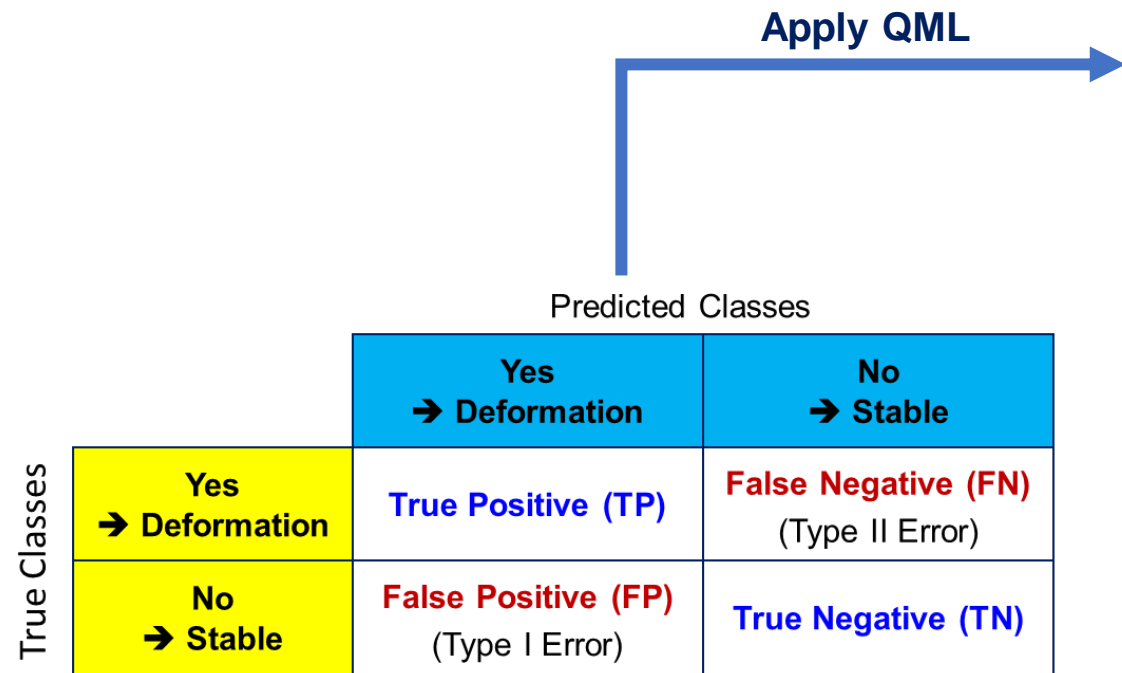 Apply QML
Predicted Classes
Yes
➔ Deformation
No
➔ Stable
True Classes
Yes
➔ Deformation
True Positive (TP)
False Negative (FN)
(Type II Error)
No
➔ Stable
False Positive (FP)
(Type I Error)
True Negative (TN)